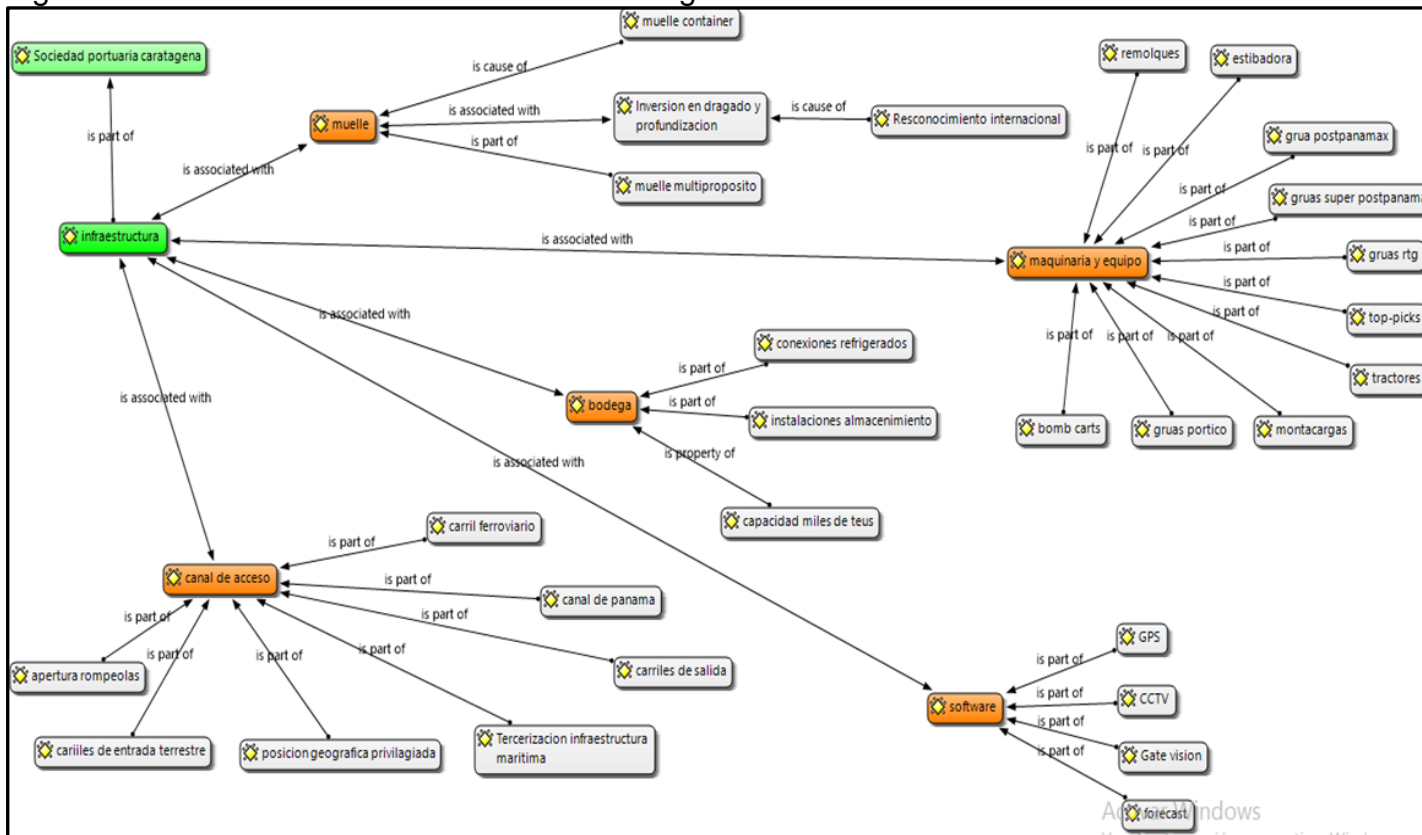 Sociedad portuaria caratagena
is part of
infraestructura
is associated with
muelle
is cause of
muelle container
is associated with
Inversion en dragado y
profundizacion
is cause of
Resconocimiento internacional
is part of
muelle multiproposito
is associated with
maquinaria y equipo
remolques
is part of
estibadora
is part of
grua postpanamax
is part of
gruas super postpanama
is part of
gruas rtg
is part of
top-picks
is part of
tractores
is part of
montacargas
is part of
gruas portico
is part of
bomb carts
is part of
is associated with
bodega
conexiones refrigerados
is part of
instalaciones almacenimiento
is part of
capacidad miles de teus
is property of
is associated with
canal de acceso
carril ferroviario
is part of
canal de panama
is part of
carriles de salida
is part of
Tercerizacion infraestructura
maritima
is part of
posicion geografica privilagiada
is part of
cariiles de entrada terrestre
is part of
apertura rompeolas
is part of
is associated with
software
GPS
is part of
CCTV
is part of
Gate vision
is part of
forecast
is part of
Windows